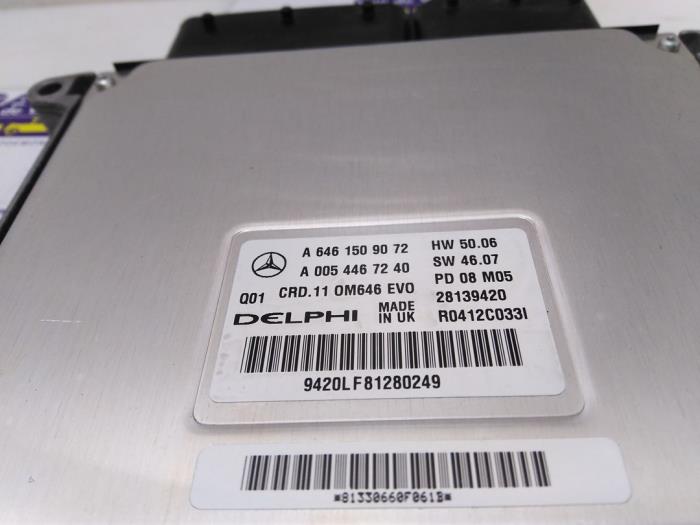 A 646 150 90 72 HW 50.06
A 005 446 72 40 SW 46.07
Q01 CRD.11 OM646 EVO PD 08 M05
DELPHI MADE IN UK 28139420
R0412C033I
9420LF81280249
*81330660F061B*